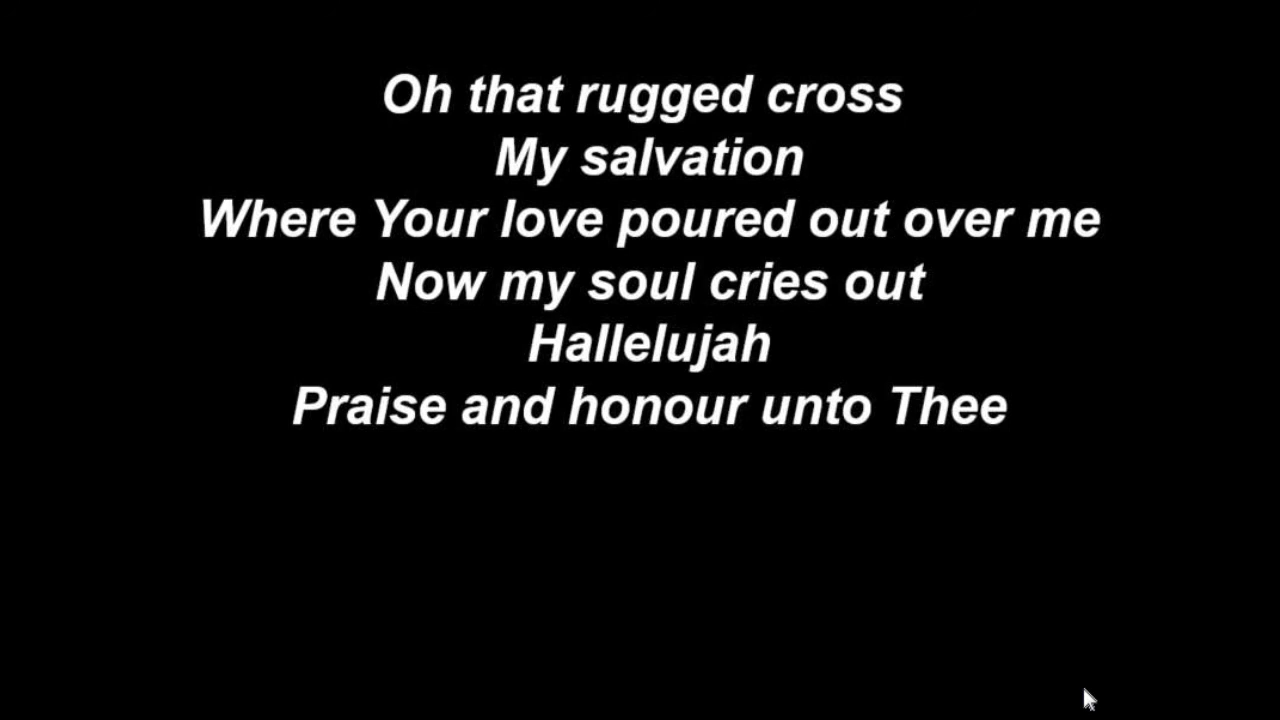 Oh that rugged cross
My salvation
Where Your love poured out over me
Now my soul cries out
Hallelujah
Praise and honour unto Thee